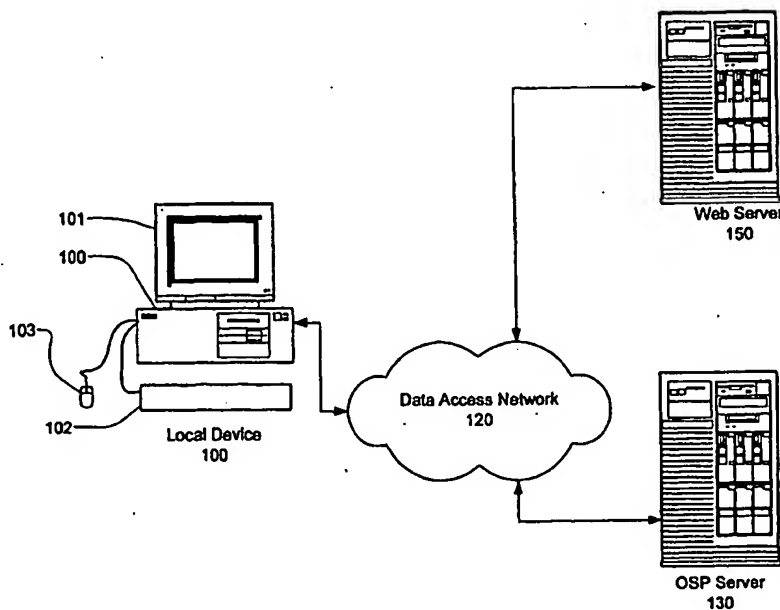 101
100
103
102
Local Device
100
Data Access Network
120
Web Server
150
OSP Server
130